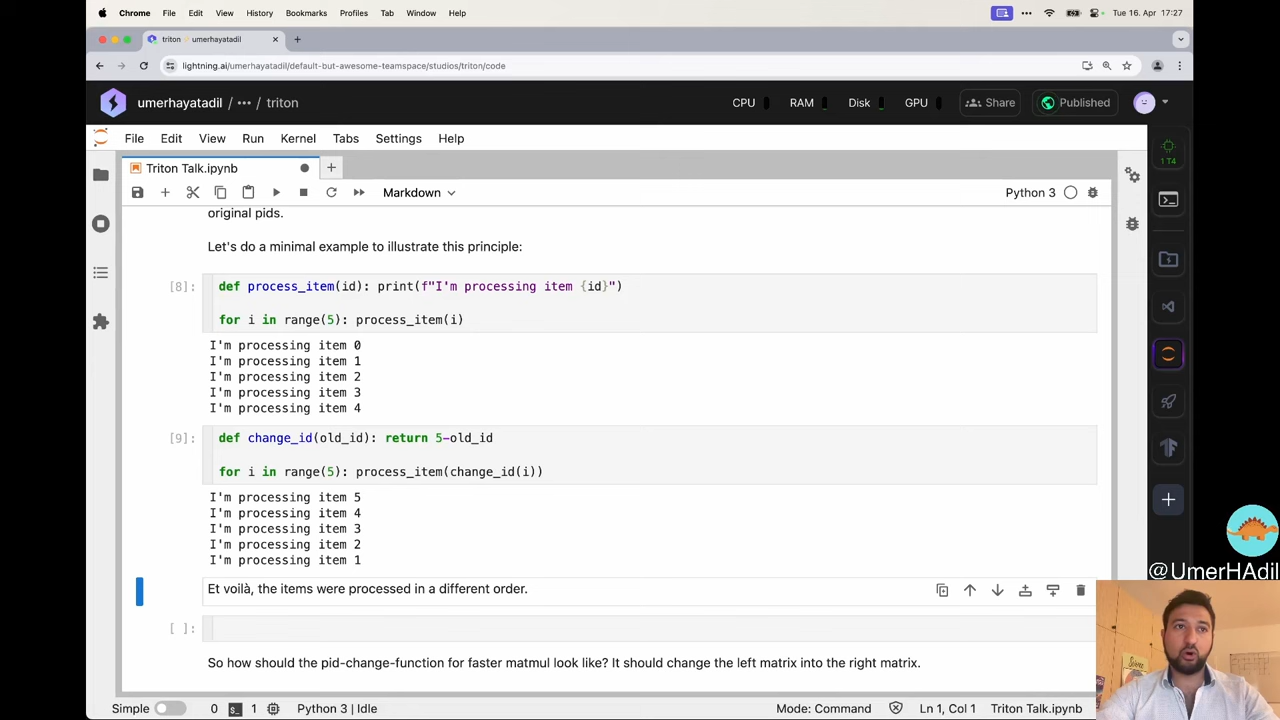 Chrome File Edit View History Bookmarks Profiles Tab Window Help Tue 16. Apr 17:27
triton umerhayatadil
lightning.ai/umerhayatadil/default-but-awesome-teamspace/studios/triton/code
umerhayatadil / ••• / triton CPU RAM Disk GPU Share Published
File Edit View Run Kernel Tabs Settings Help
1 T4
Triton Talk.ipynb
Markdown Python 3
original pids.
Let's do a minimal example to illustrate this principle:
[8]: def process_item(id): print(f"I'm processing item {id}")
for i in range(5): process_item(i)
I'm processing item 0
I'm processing item 1
I'm processing item 2
I'm processing item 3
I'm processing item 4
[9]: def change_id(old_id): return 5-old_id
for i in range(5): process_item(change_id(i))
I'm processing item 5
I'm processing item 4
I'm processing item 3
I'm processing item 2
I'm processing item 1
@UmerHAdil
Et voilà, the items were processed in a different order.
[ ]:
So how should the pid-change-function for faster matmul look like? It should change the left matrix into the right matrix.
Simple 0 $_ 1 Python 3 | Idle Mode: Command Ln 1, Col 1 Triton Talk.ipynb